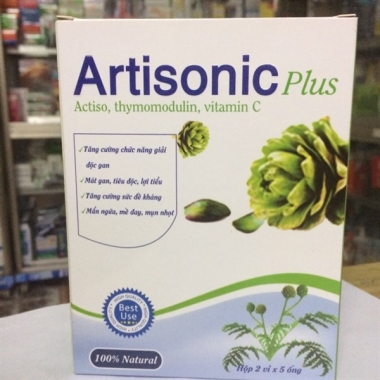 Artisonic Plus
Actiso, thymomodulin, vitamin C
✓Tăng cường chức năng giải
độc gan
✓Mát gan, tiêu độc, lợi tiểu
✓Tăng cường sức đề kháng
✓Mẩn ngứa, mề đay, mụn nhọt
Best
Use
100% Natural
Hộp 2 vỉ x 5 ống